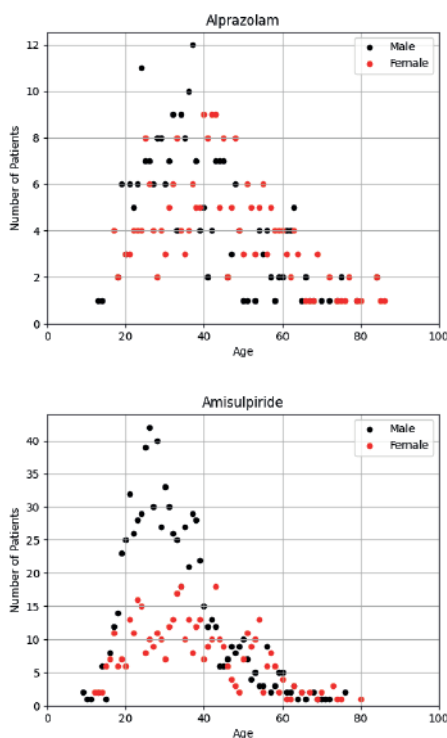 Alprazolam
12
10
8
6
4
2
0
Number of Patients
Male
Female
0 20 40 60 80 100
Age
Amisulpiride
40
35
30
25
20
15
10
5
0
Number of Patients
Male
Female
0 20 40 60 80 100
Age